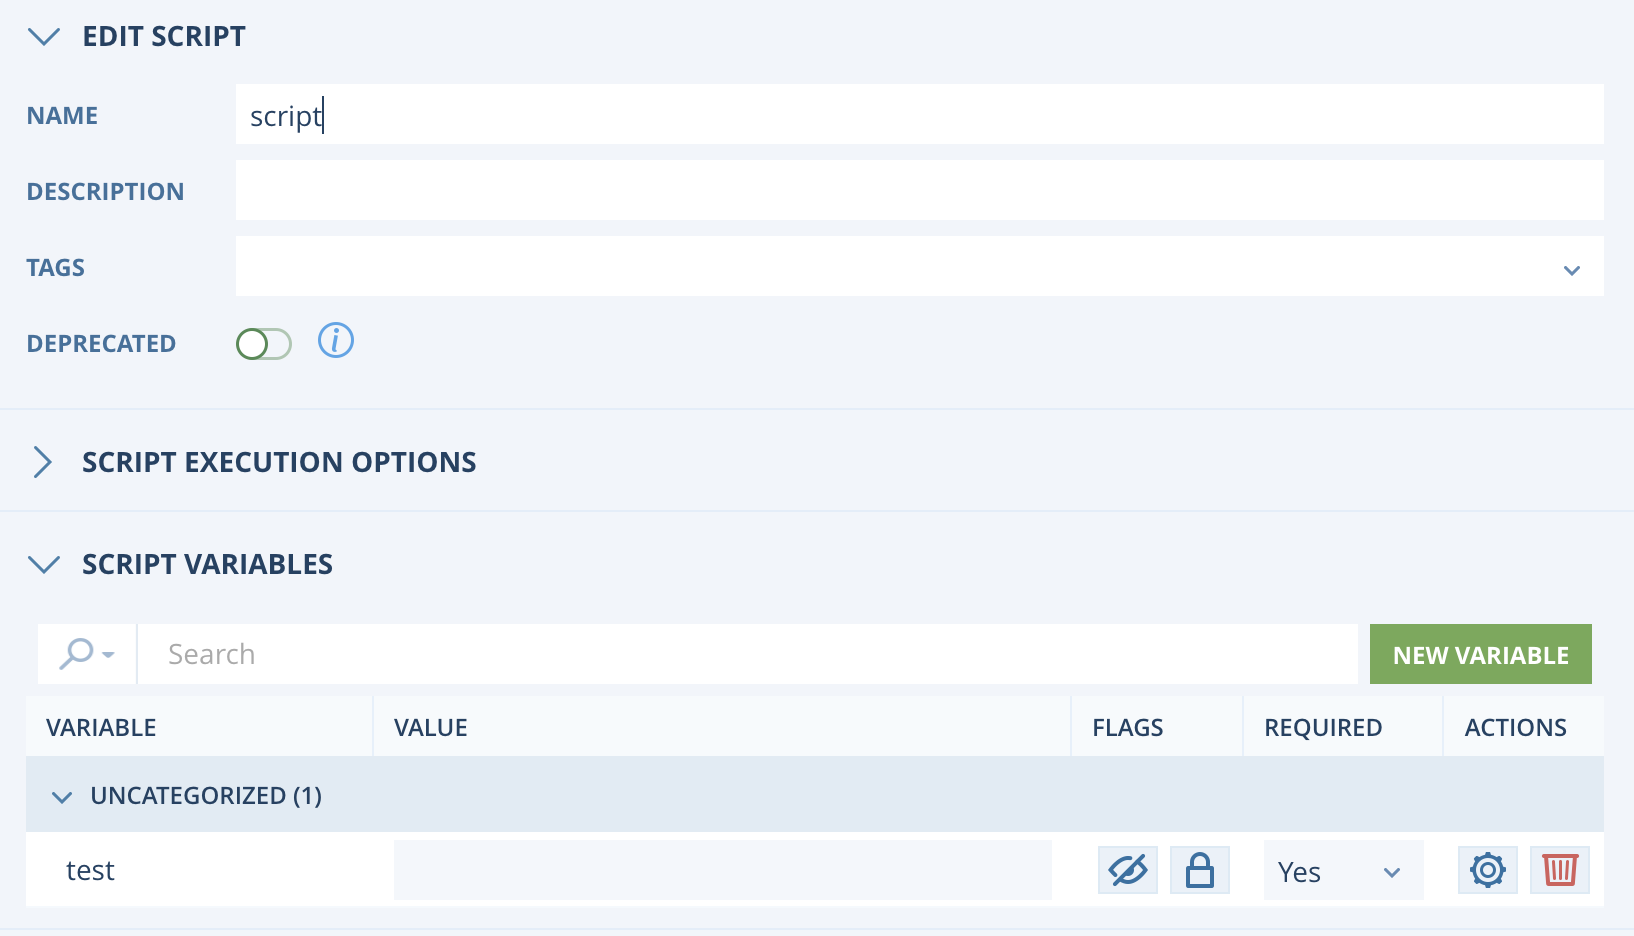 EDIT SCRIPT
NAME script
DESCRIPTION
TAGS
DEPRECATED i
SCRIPT EXECUTION OPTIONS
SCRIPT VARIABLES
Search NEW VARIABLE
VARIABLE VALUE FLAGS REQUIRED ACTIONS
UNCATEGORIZED (1)
test Yes